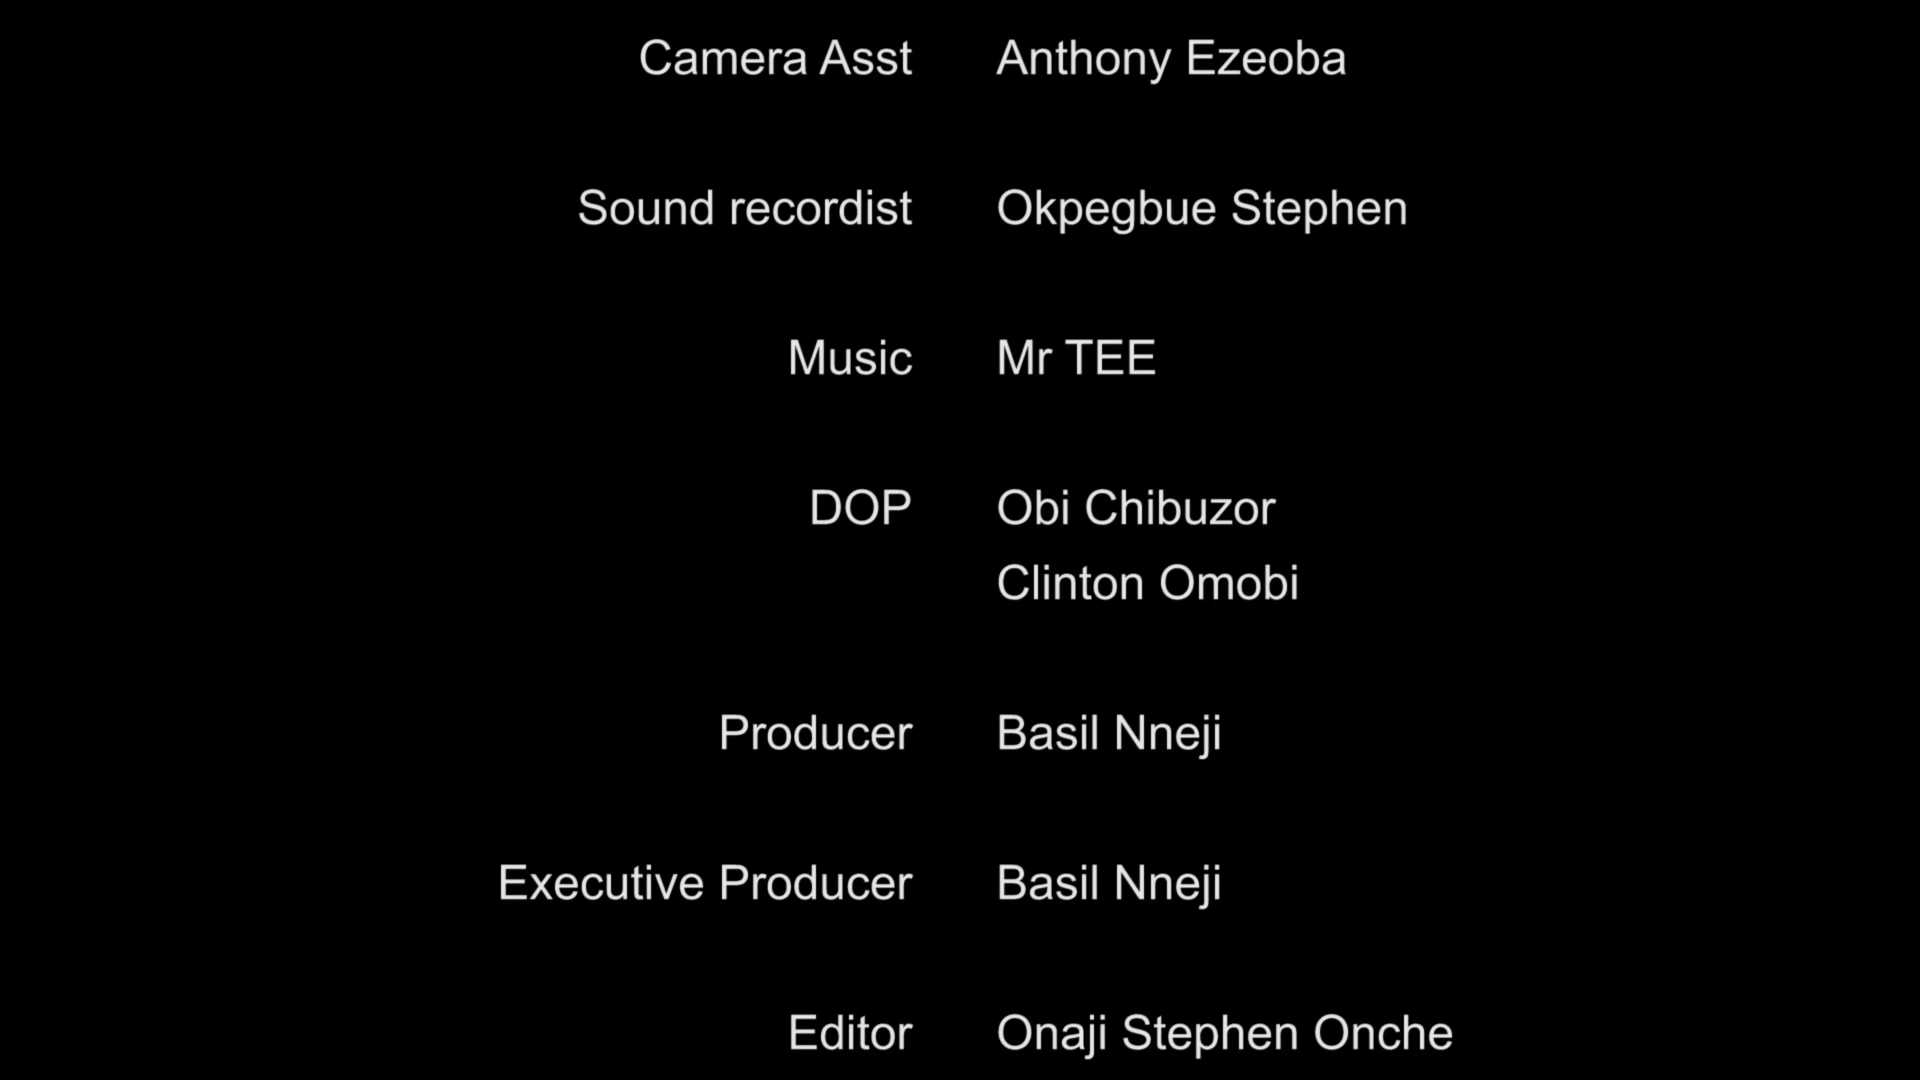 Camera Asst Anthony Ezeoba
Sound recordist Okpegbue Stephen
Music Mr TEE
DOP Obi Chibuzor
Clinton Omobi
Producer Basil Nneji
Executive Producer Basil Nneji
Editor Onaji Stephen Onche